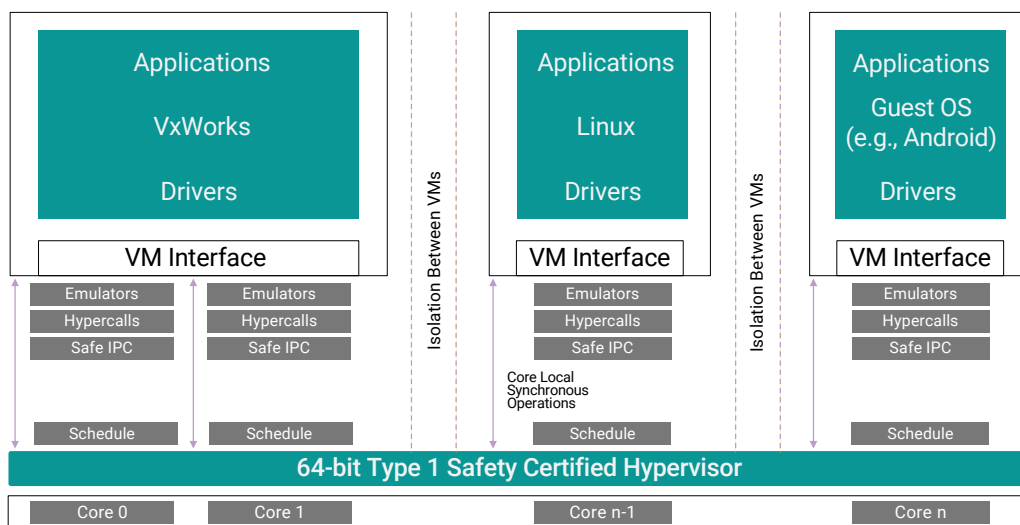 Applications
VxWorks
Drivers
VM Interface
Emulators
Hypercalls
Safe IPC
Schedule
Emulators
Hypercalls
Safe IPC
Schedule
Isolation Between VMs
Applications
Linux
Drivers
VM Interface
Emulators
Hypercalls
Safe IPC
Core Local
Synchronous
Operations
Schedule
Isolation Between VMs
Applications
Guest OS
(e.g., Android)
Drivers
VM Interface
Emulators
Hypercalls
Safe IPC
Schedule
64-bit Type 1 Safety Certified Hypervisor
Core 0
Core 1
Core n-1
Core n